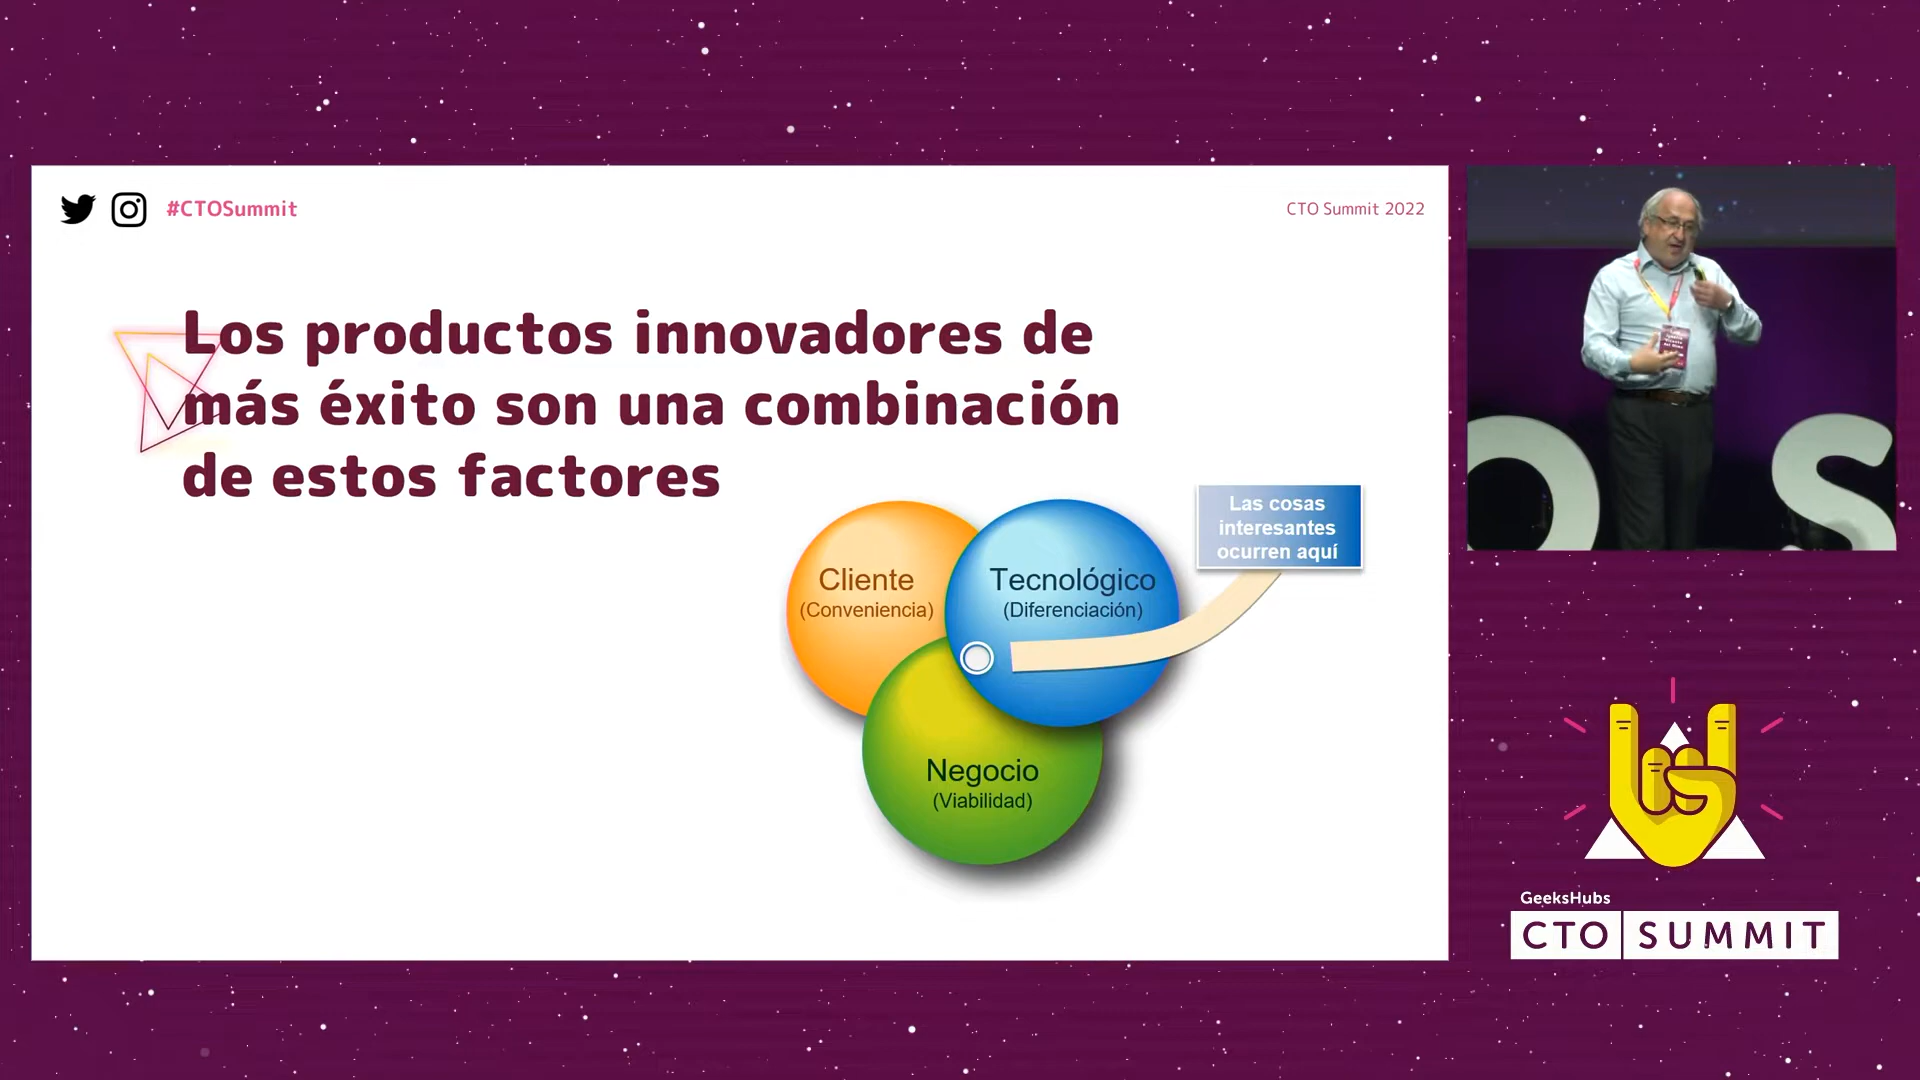 #CTOSummit
CTO Summit 2022
Los productos innovadores de
más éxito son una combinación
de estos factores
Las cosas
interesantes
ocurren aquí
Cliente
(Conveniencia)
Tecnológico
(Diferenciación)
Negocio
(Viabilidad)
O S
GeeksHubs
CTO SUMMIT